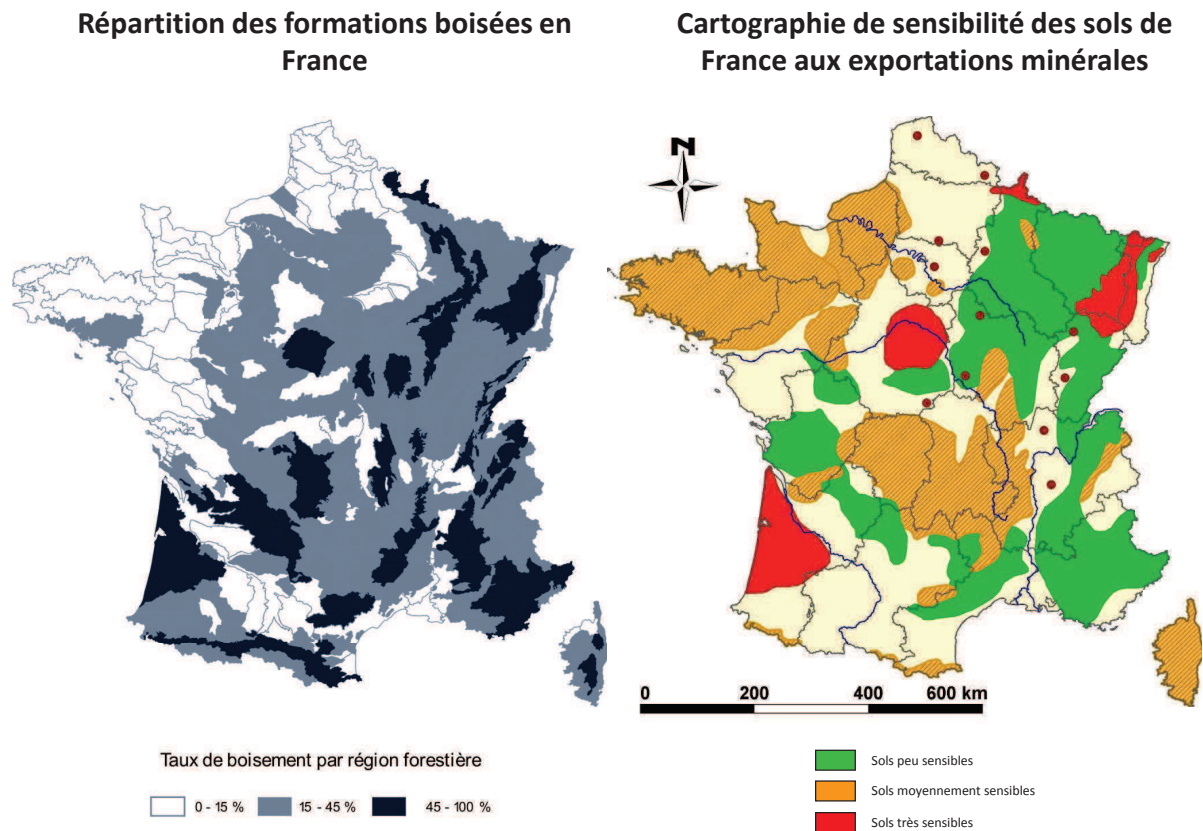 Répartition des formations boisées en
France
Cartographie de sensibilité des sols de
France aux exportations minérales
N
0 200 400 600 km
Taux de boisement par région forestière
0 - 15 % 15 - 45 % 45 - 100 %
Sols peu sensibles
Sols moyennement sensibles
Sols très sensibles